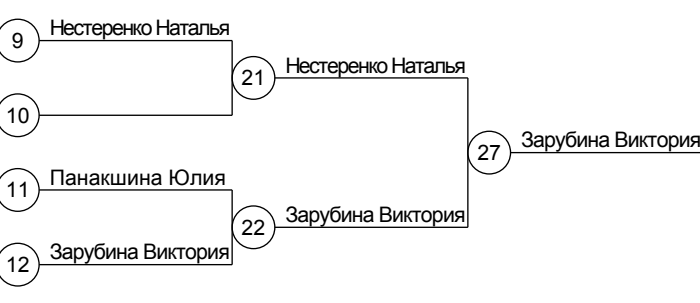 9 Нестеренко Наталья
21 Нестеренко Наталья
10
27 Зарубина Виктория
11 Панакшина Юлия
22 Зарубина Виктория
12 Зарубина Виктория